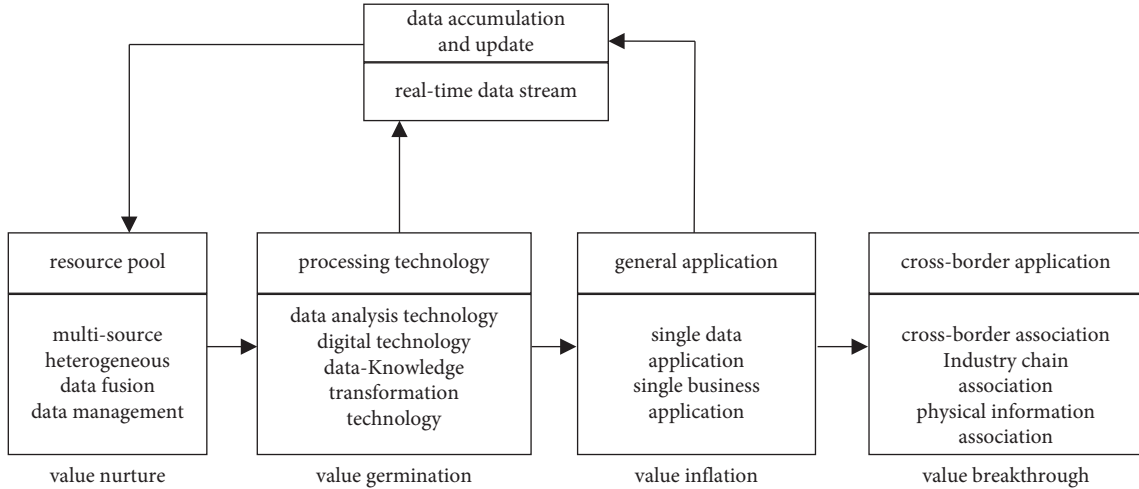 data accumulation
and update
real-time data stream
resource pool
multi-source
heterogeneous
data fusion
data management
value nurture
processing technology
data analysis technology
digital technology
data-Knowledge
transformation
technology
value germination
general application
single data
application
single business
application
value inflation
cross-border application
cross-border association
Industry chain
association
physical information
association
value breakthrough